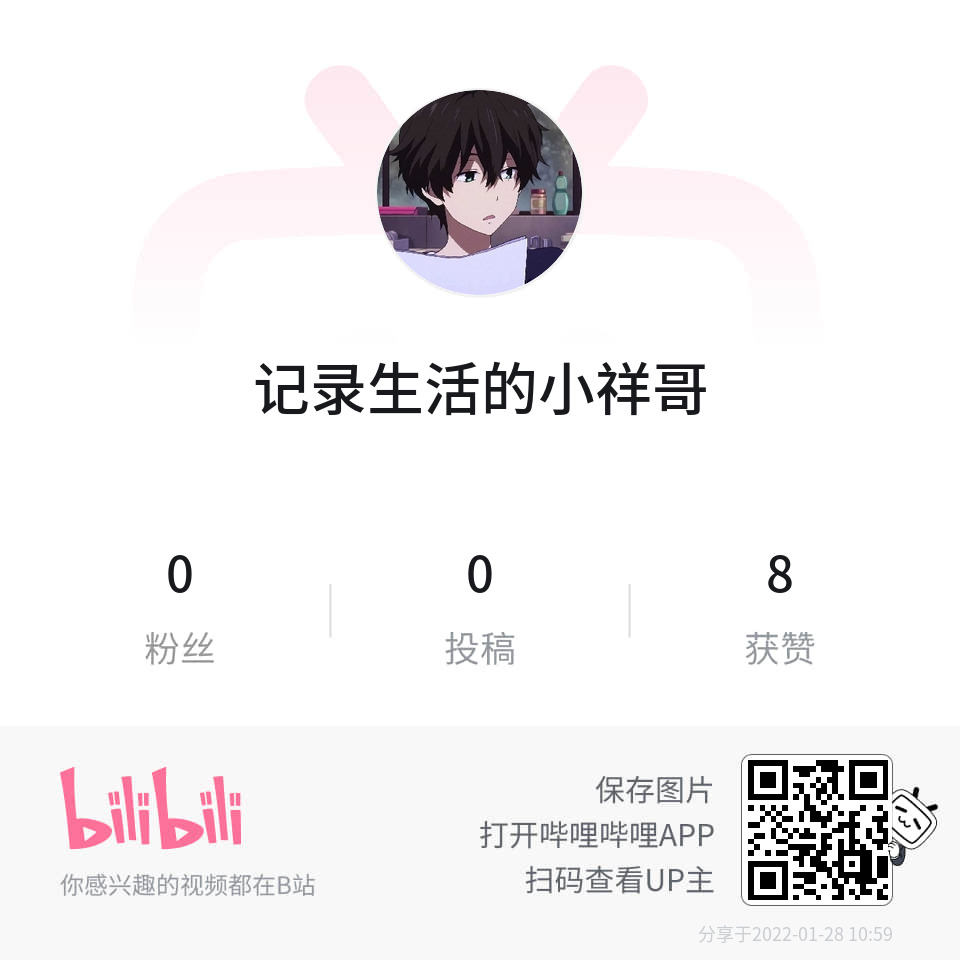 记录生活的小祥哥
0
0
8
粉丝
投稿
获赞
bilibili
你感兴趣的视频都在B站
保存图片
打开哔哩哔哩APP
扫码查看UP主
分享于2022-01-28 10:59